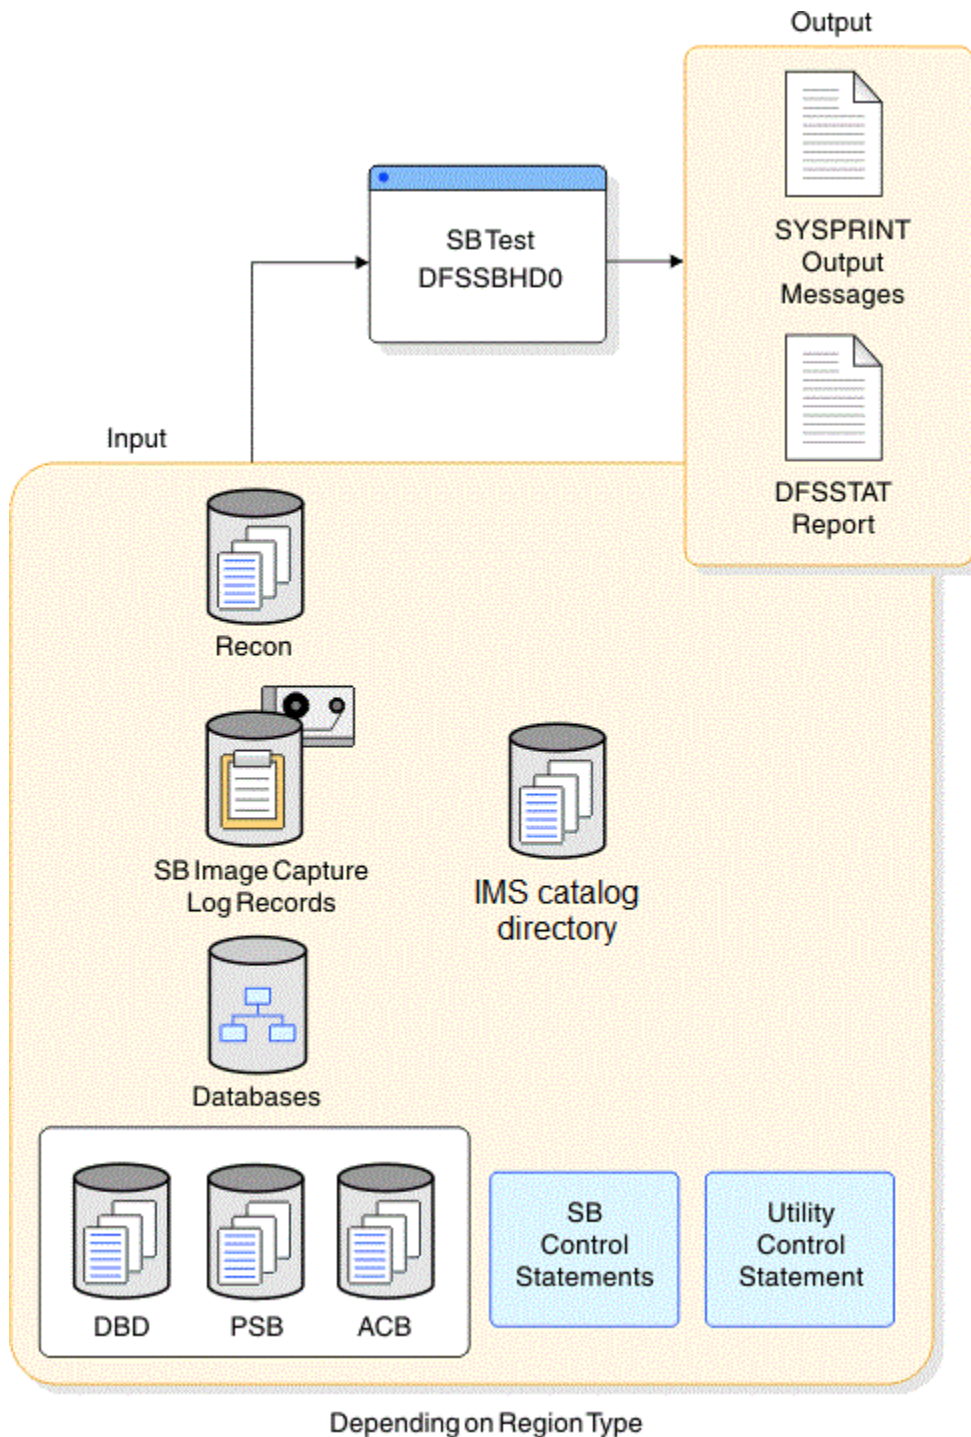 Output
SYSPRINT
Output
Messages
DFSSTAT
Report
SB Test
DFSSBHD0
Input
Recon
SB Image Capture
Log Records
IMS catalog
directory
Databases
DBD
PSB
ACB
SB
Control
Statements
Utility
Control
Statement
Depending on Region Type